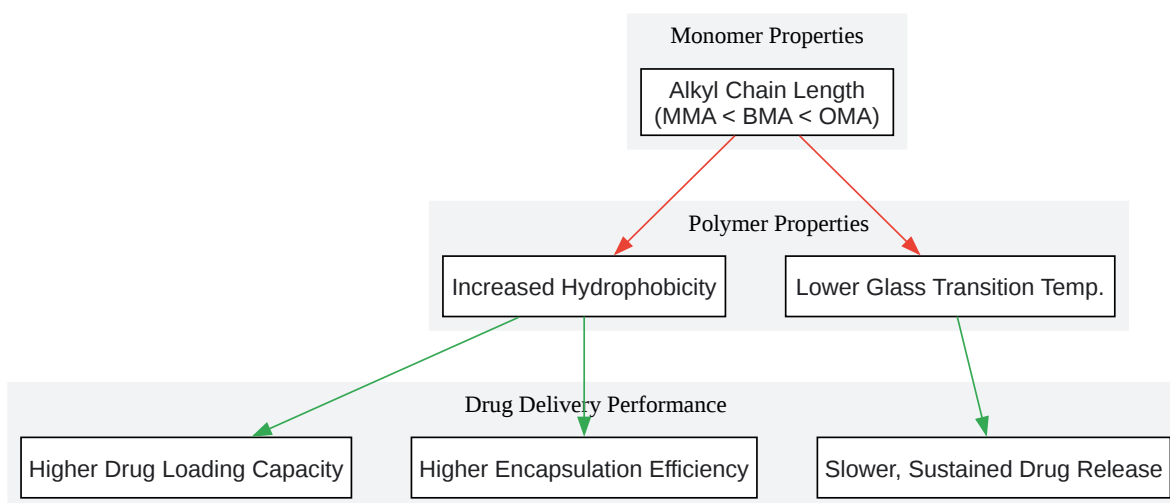 Monomer Properties
Alkyl Chain Length
(MMA < BMA < OMA)
Polymer Properties
Increased Hydrophobicity
Lower Glass Transition Temp.
Drug Delivery Performance
Higher Drug Loading Capacity
Higher Encapsulation Efficiency
Slower, Sustained Drug Release